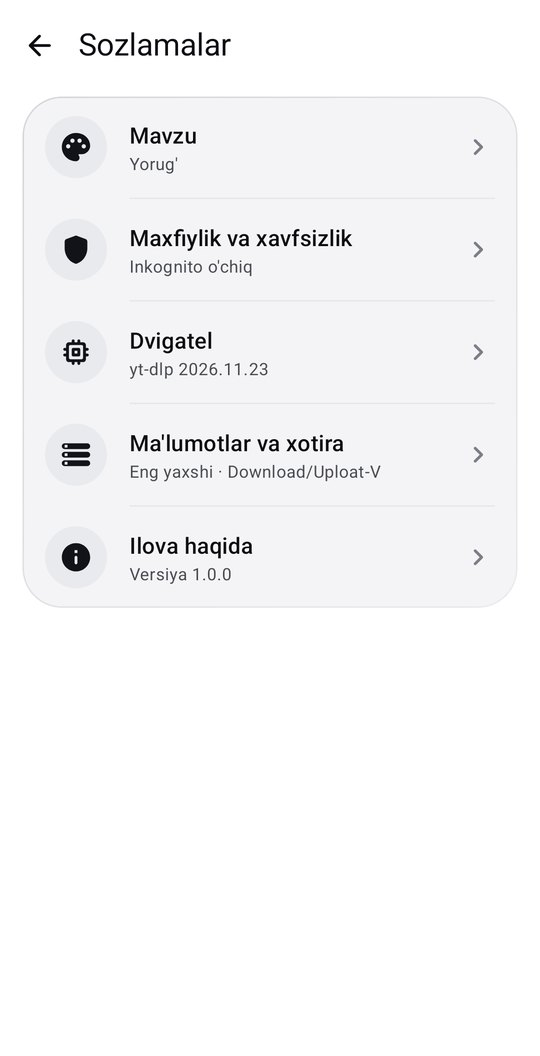 Sozlamalar
Mavzu
Yorug'
Maxfiylik va xavfsizlik
Inkognito o'chiq
Dvigatel
yt-dlp 2026.11.23
Ma'lumotlar va xotira
Eng yaxshi · Download/Uploat-V
Ilova haqida
Versiya 1.0.0